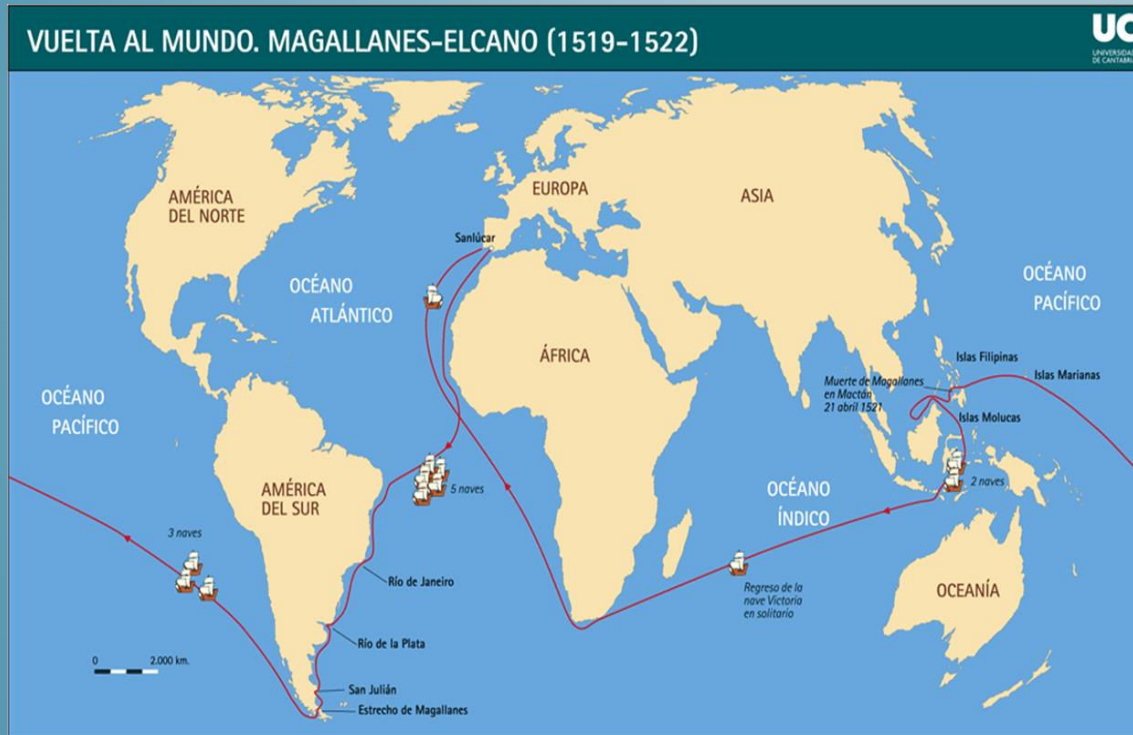 VUELTA AL MUNDO. MAGALLANES-ELCANO (1519-1522)
UC
UNIVERSIDAD
DE CANTABRIA
AMÉRICA
DEL NORTE
EUROPA
ASIA
Sanlúcar
OCÉANO
ATLÁNTICO
OCÉANO
PACÍFICO
ÁFRICA
Islas Filipinas
Islas Marianas
Muerte de Magallanes
en Mactán
21 abril 1521
Islas Molucas
OCÉANO
PACÍFICO
AMÉRICA
DEL SUR
5 naves
OCÉANO
ÍNDICO
2 naves
3 naves
Río de Janeiro
Regreso de la
nave Victoria
en solitario
OCEANÍA
Río de la Plata
0 2.000 km.
San Julián
Estrecho de Magallanes